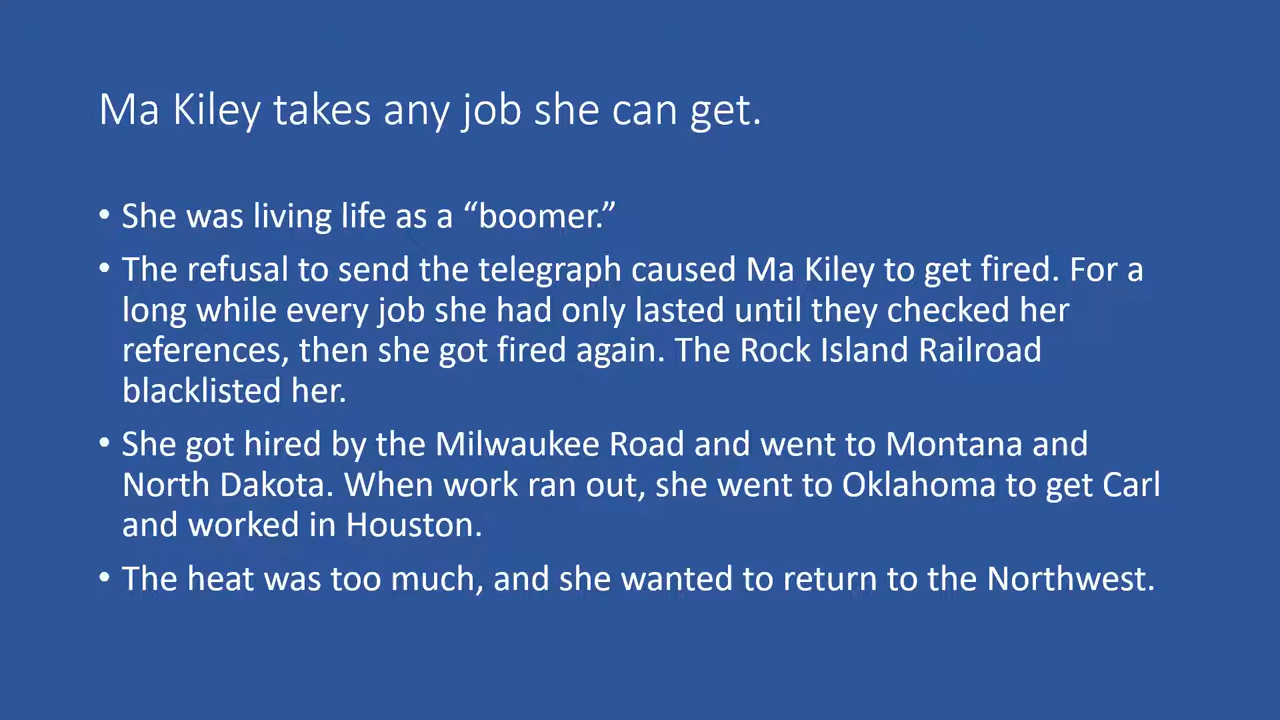 Ma Kiley takes any job she can get.
• She was living life as a “boomer.”
• The refusal to send the telegraph caused Ma Kiley to get fired. For a
long while every job she had only lasted until they checked her
references, then she got fired again. The Rock Island Railroad
blacklisted her.
• She got hired by the Milwaukee Road and went to Montana and
North Dakota. When work ran out, she went to Oklahoma to get Carl
and worked in Houston.
• The heat was too much, and she wanted to return to the Northwest.